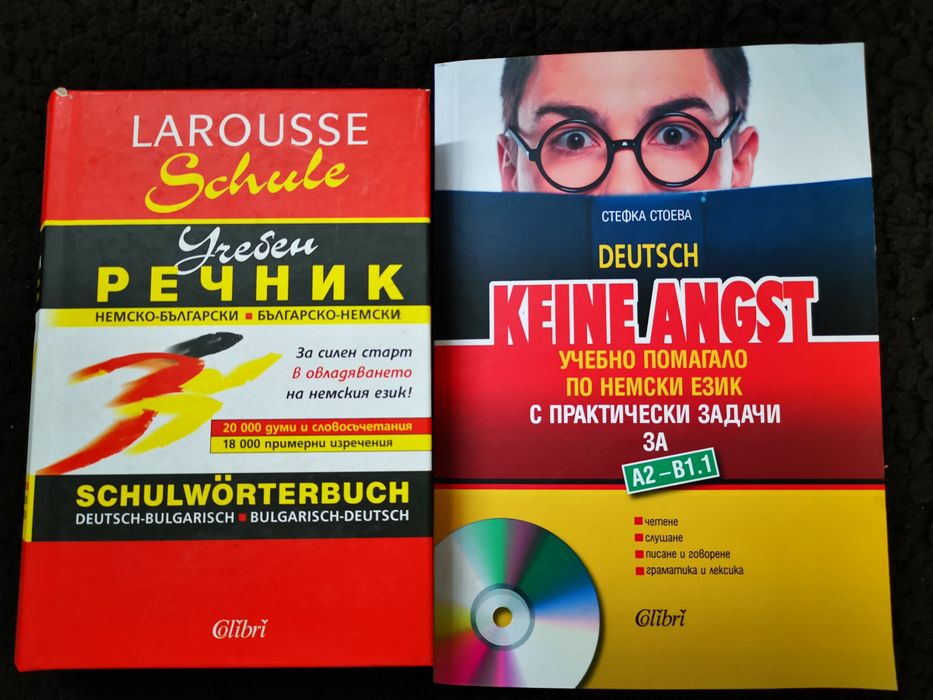 LAROUSSE
Schule
Учебен
РЕЧНИК
НЕМСКО-БЪЛГАРСКИ ■ БЪЛГАРСКО-НЕМСКИ
За силен старт
в овладяването
на немския език!
20 000 думи и словосъчетания
18 000 примерни изречения
SCHULWÖRTERBUCH
DEUTSCH-BULGARISCH ■ BULGARISCH-DEUTSCH
Colibri
СТЕФКА СТОЕВА
DEUTSCH
KEINE ANGST
УЧЕБНО ПОМАГАЛО
ПО НЕМСКИ ЕЗИК
С ПРАКТИЧЕСКИ ЗАДАЧИ
ЗА
A2 – B1.1
■ четене
■ слушане
■ писане и говорене
■ граматика и лексика
Colibri